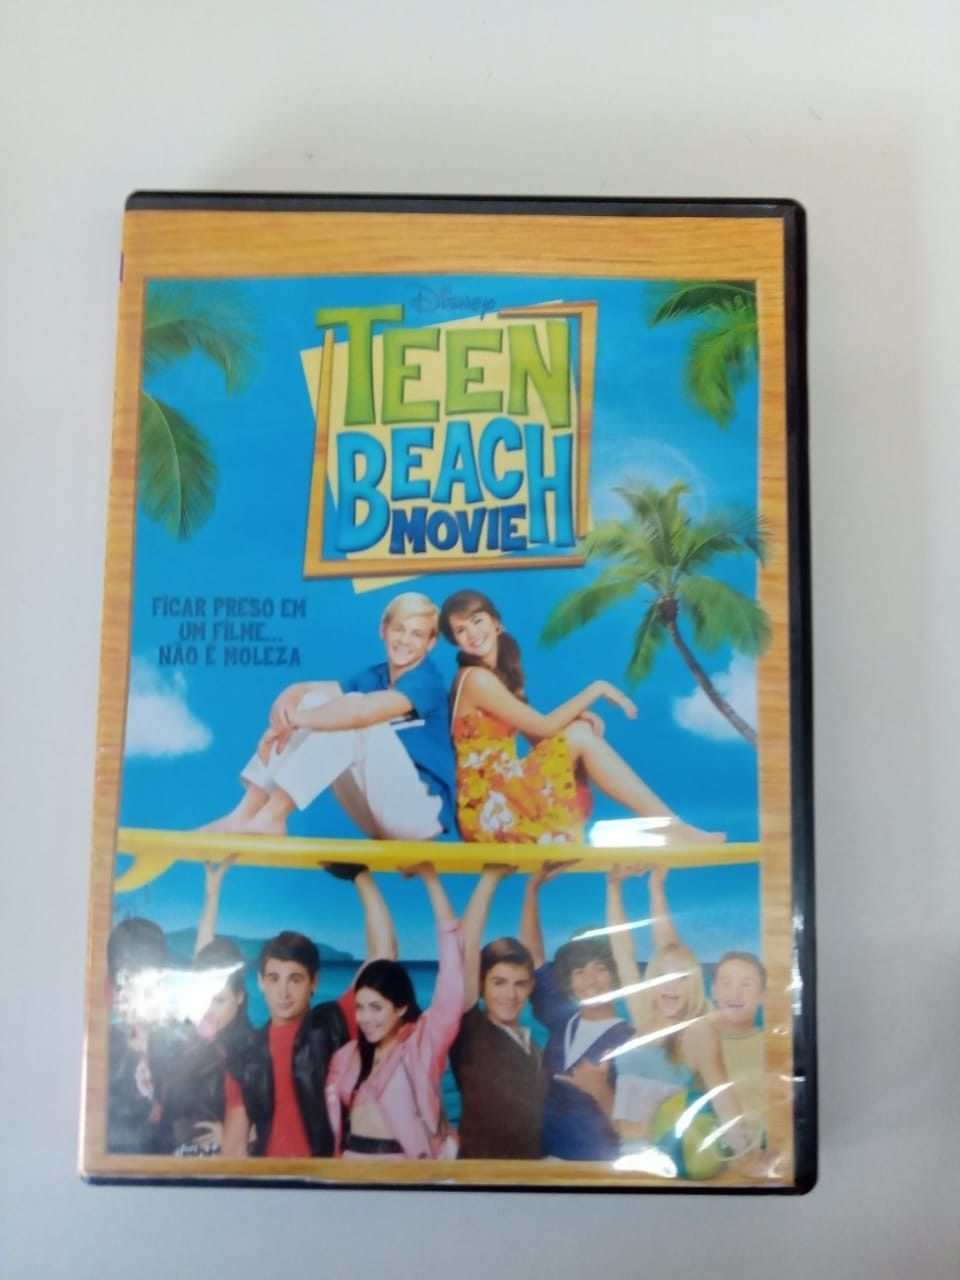 Disney
TEEN
BEACH
MOVIE
FICAR PRESO EM
UM FILME...
NÃO É MOLEZA